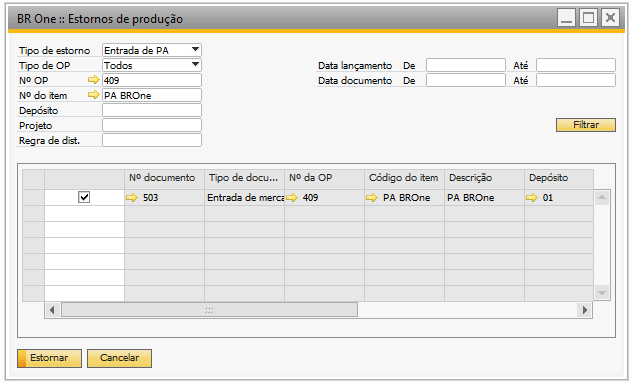 BR One :: Estornos de produção
Tipo de estorno Entrada de PA
Tipo de OP Todos Data lançamento De Até
Nº OP 409 Data documento De Até
Nº do item PA BROne
Depósito
Projeto Filtrar
Regra de dist.
Nº documento Tipo de docu... Nº da OP Código do item Descrição Depósito
503 Entrada de merca 409 PA BROne PA BROne 01
Estornar Cancelar